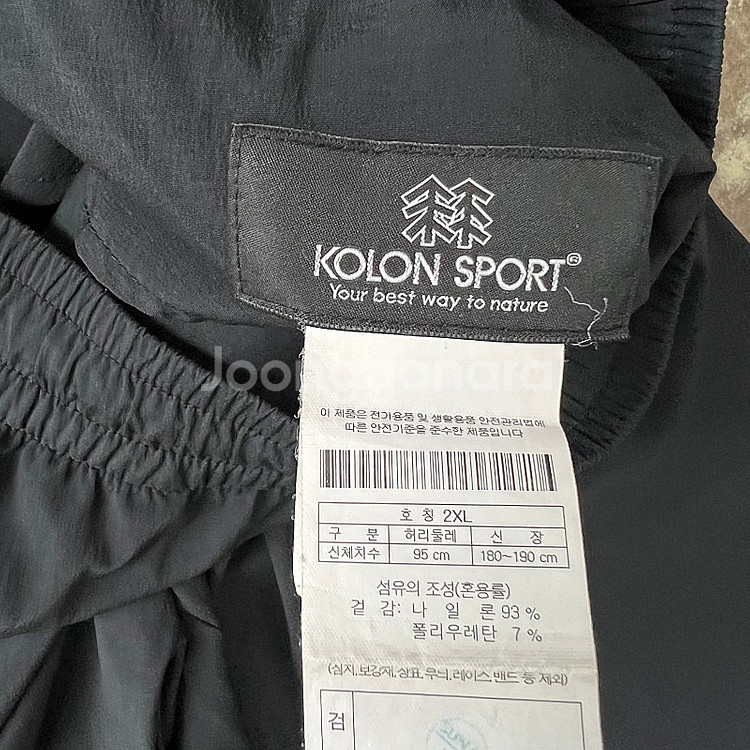 KOLON SPORT®
Your best way to nature
Joonggonara
이 제품은 전기용품 및 생활용품 안전관리법에
따른 안전기준을 준수한 제품입니다
호 칭 2XL
구 분 허리둘레 신 장
신체치수 95 cm 180~190 cm
섬유의 조성(혼용률)
겉 감: 나 일 론 93 %
폴리우레탄 7 %
(심지,보강재,상표,무늬,레이스,밴드 등 제외)
검